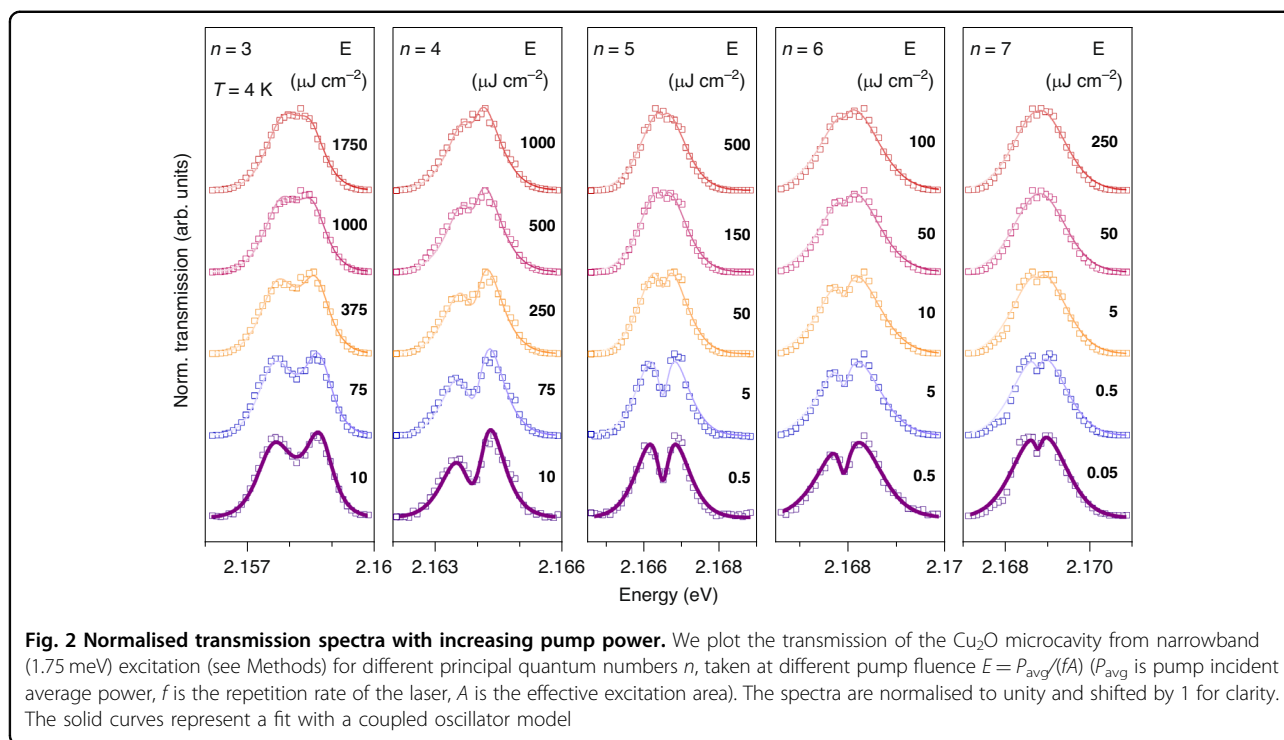 n = 3 E
(μJ cm−2)
T = 4 K
1750
1000
375
75
10
n = 4 E
(μJ cm−2)
1000
500
250
75
10
n = 5 E
(μJ cm−2)
500
150
50
5
0.5
n = 6 E
(μJ cm−2)
100
50
10
5
0.5
n = 7 E
(μJ cm−2)
250
50
5
0.5
0.05
Norm. transmission (arb. units)
2.157 2.16 2.163 2.166 2.166 2.168 2.168 2.17 2.168 2.170
Energy (eV)
Fig. 2 Normalised transmission spectra with increasing pump power. We plot the transmission of the Cu2O microcavity from narrowband
(1.75 meV) excitation (see Methods) for different principal quantum numbers n, taken at different pump fluence E = Pavg/(fA) (Pavg is pump incident
average power, f is the repetition rate of the laser, A is the effective excitation area). The spectra are normalised to unity and shifted by 1 for clarity.
The solid curves represent a fit with a coupled oscillator model